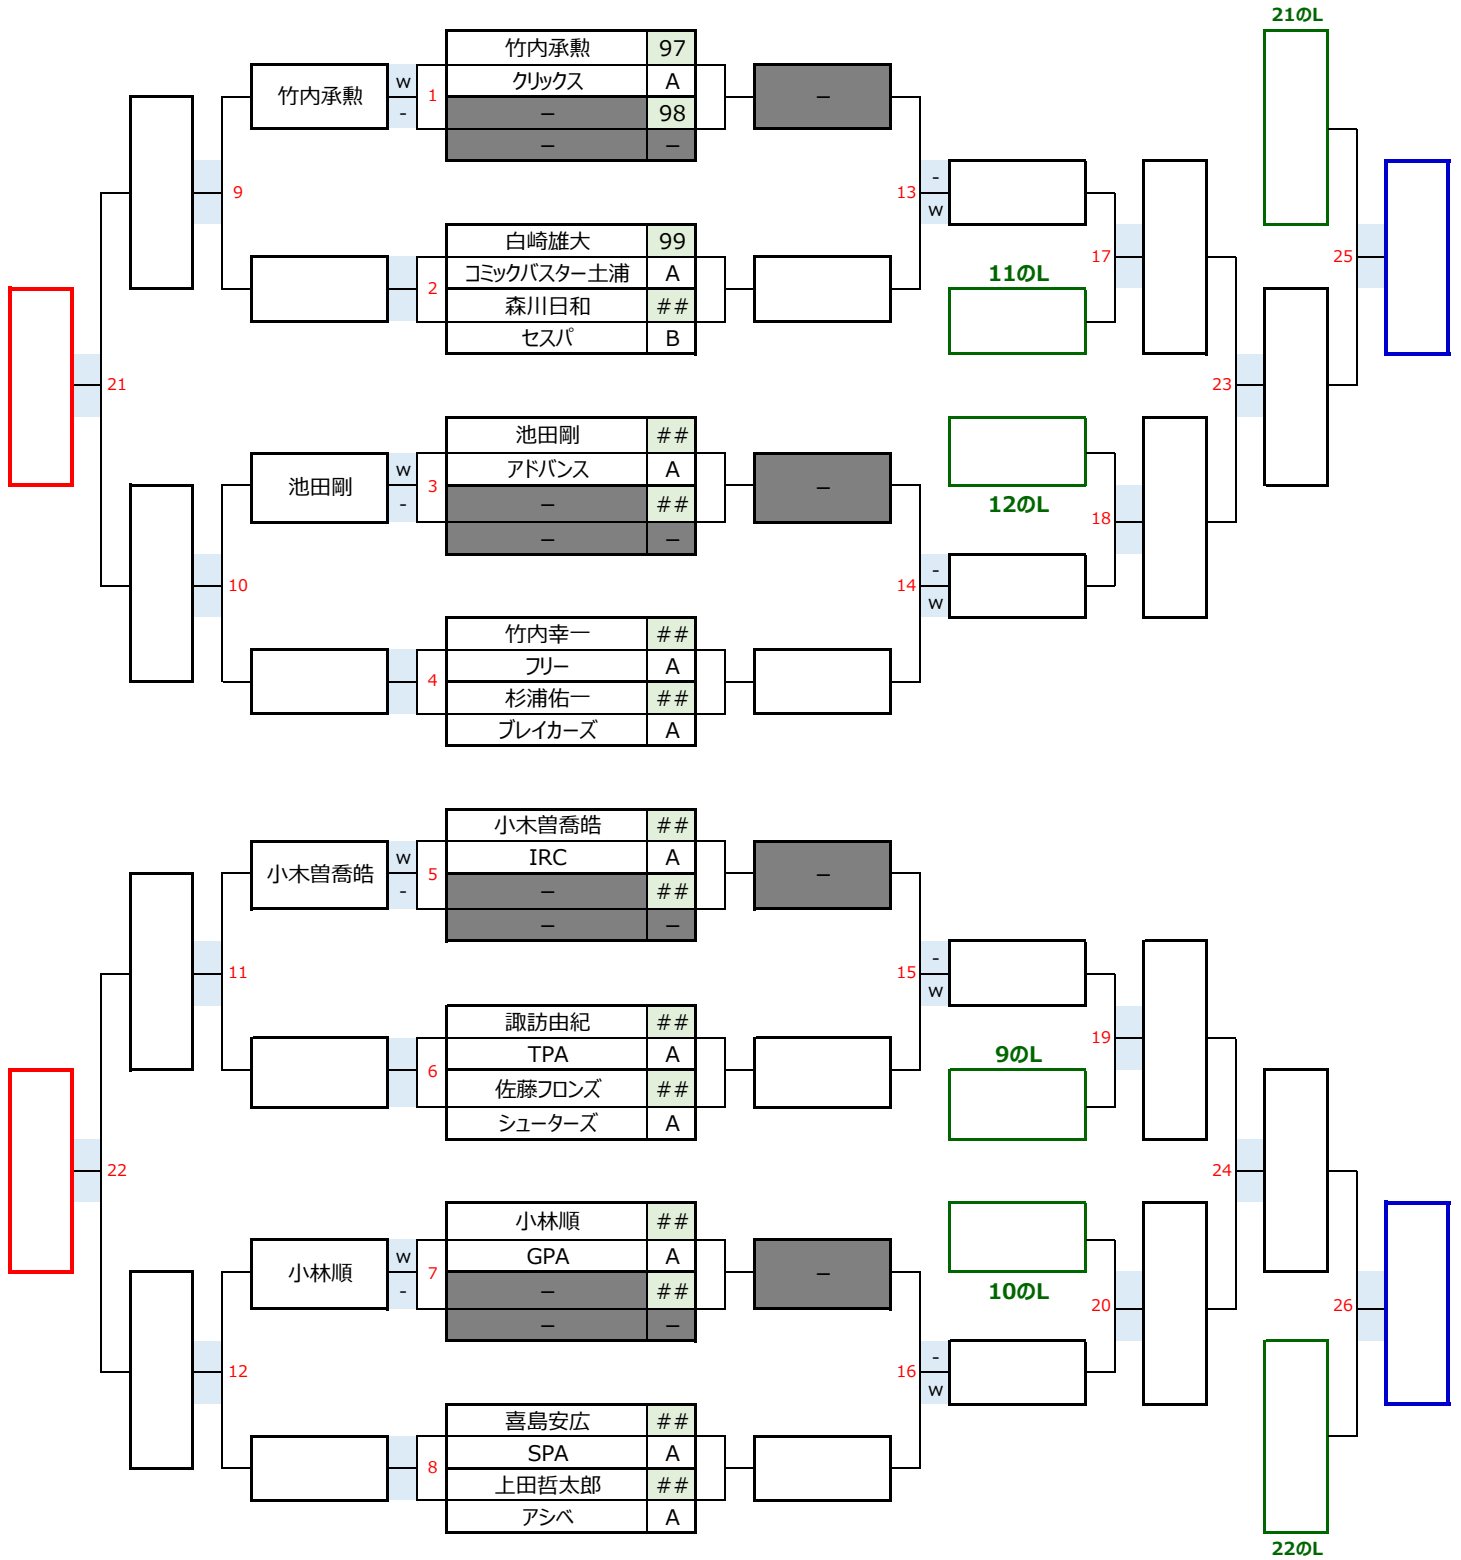 21のL
竹内承勲 97
竹内承勲 w 1 クリックス A –
- – 98
– –
9 13 -
w
白崎雄大 99
コミックバスター土浦 A 17 25
2 森川日和 ## 11のL
セスパ B
21 23
池田剛 ##
池田剛 w 3 アドバンス A –
- – ## 12のL
– – 18
10 14 -
w
竹内幸一 ##
4 フリー A
杉浦佑一 ##
ブレイカーズ A
小木曽喬皓 ##
小木曽喬皓 w 5 IRC A –
- – ##
– –
11 15 -
w
諏訪由紀 ##
6 TPA A 19
佐藤フロンズ ## 9のL
シューターズ A
22 24
小林順 ##
小林順 w 7 GPA A –
- – ## 10のL
– – 20 26
12 16 -
w
喜島安広 ##
8 SPA A
上田哲太郎 ##
アシベ A
22のL